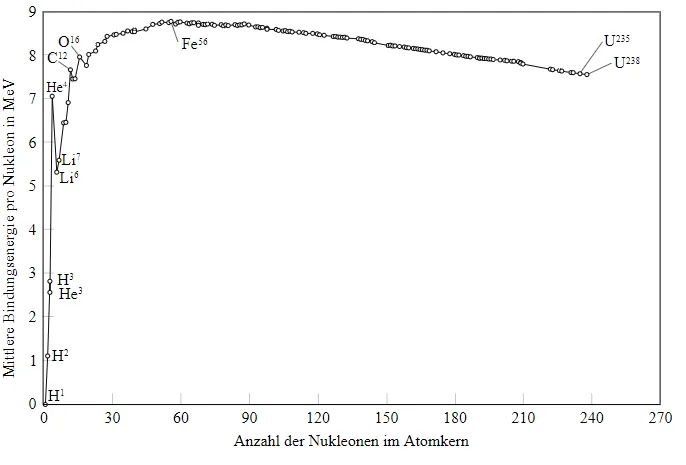 Mittlere Bindungsenergie pro Nukleon in MeV
9
8
7
6
5
4
3
2
1
0
O¹⁶
C¹²
He⁴
Li⁷
Li⁶
H³
He³
H²
H¹
Fe⁵⁶
U²³⁵
U²³⁸
0 30 60 90 120 150 180 210 240 270
Anzahl der Nukleonen im Atomkern